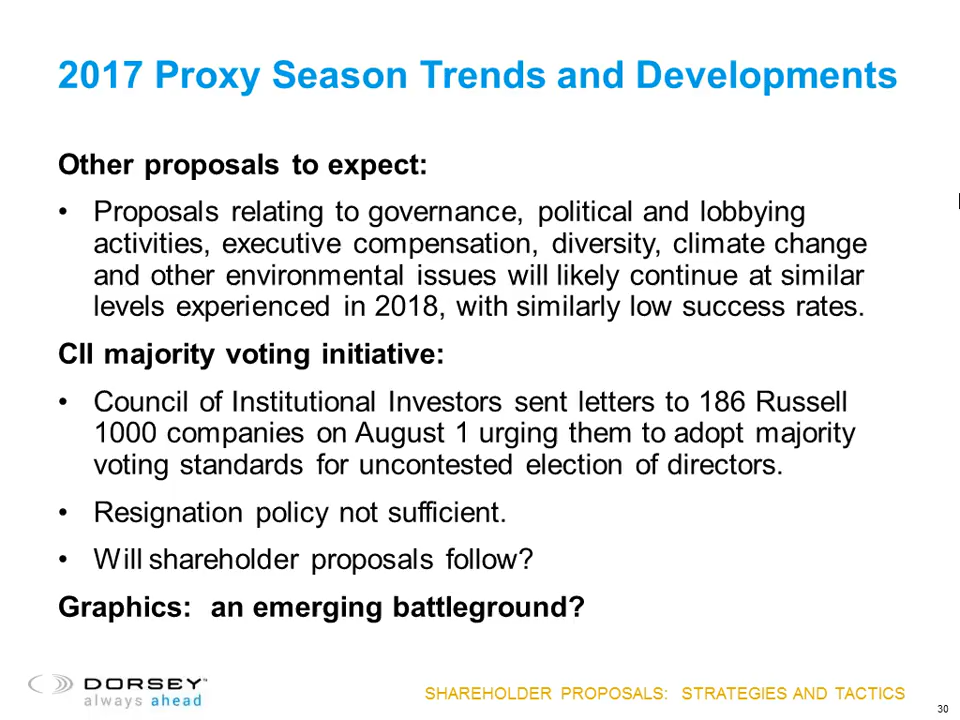 2017 Proxy Season Trends and Developments
Other proposals to expect:
• Proposals relating to governance, political and lobbying
activities, executive compensation, diversity, climate change
and other environmental issues will likely continue at similar
levels experienced in 2018, with similarly low success rates.
CII majority voting initiative:
• Council of Institutional Investors sent letters to 186 Russell
1000 companies on August 1 urging them to adopt majority
voting standards for uncontested election of directors.
• Resignation policy not sufficient.
• Will shareholder proposals follow?
Graphics: an emerging battleground?
DORSEY™
always ahead
SHAREHOLDER PROPOSALS: STRATEGIES AND TACTICS
30